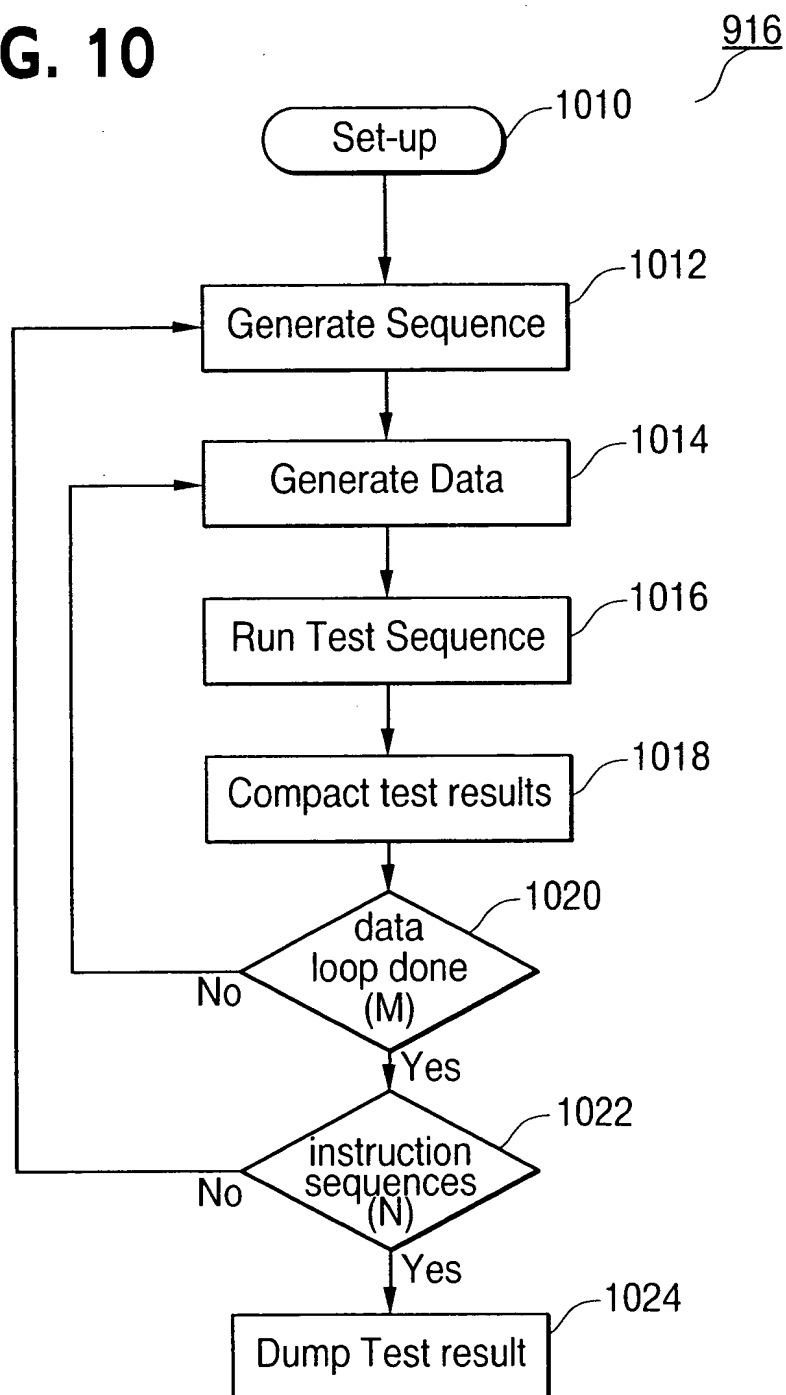 G. 10
916
Set-up
1010
1012
Generate Sequence
1014
Generate Data
1016
Run Test Sequence
1018
Compact test results
1020
data
loop done
(M)
No
Yes
1022
instruction
sequences
(N)
No
Yes
1024
Dump Test result